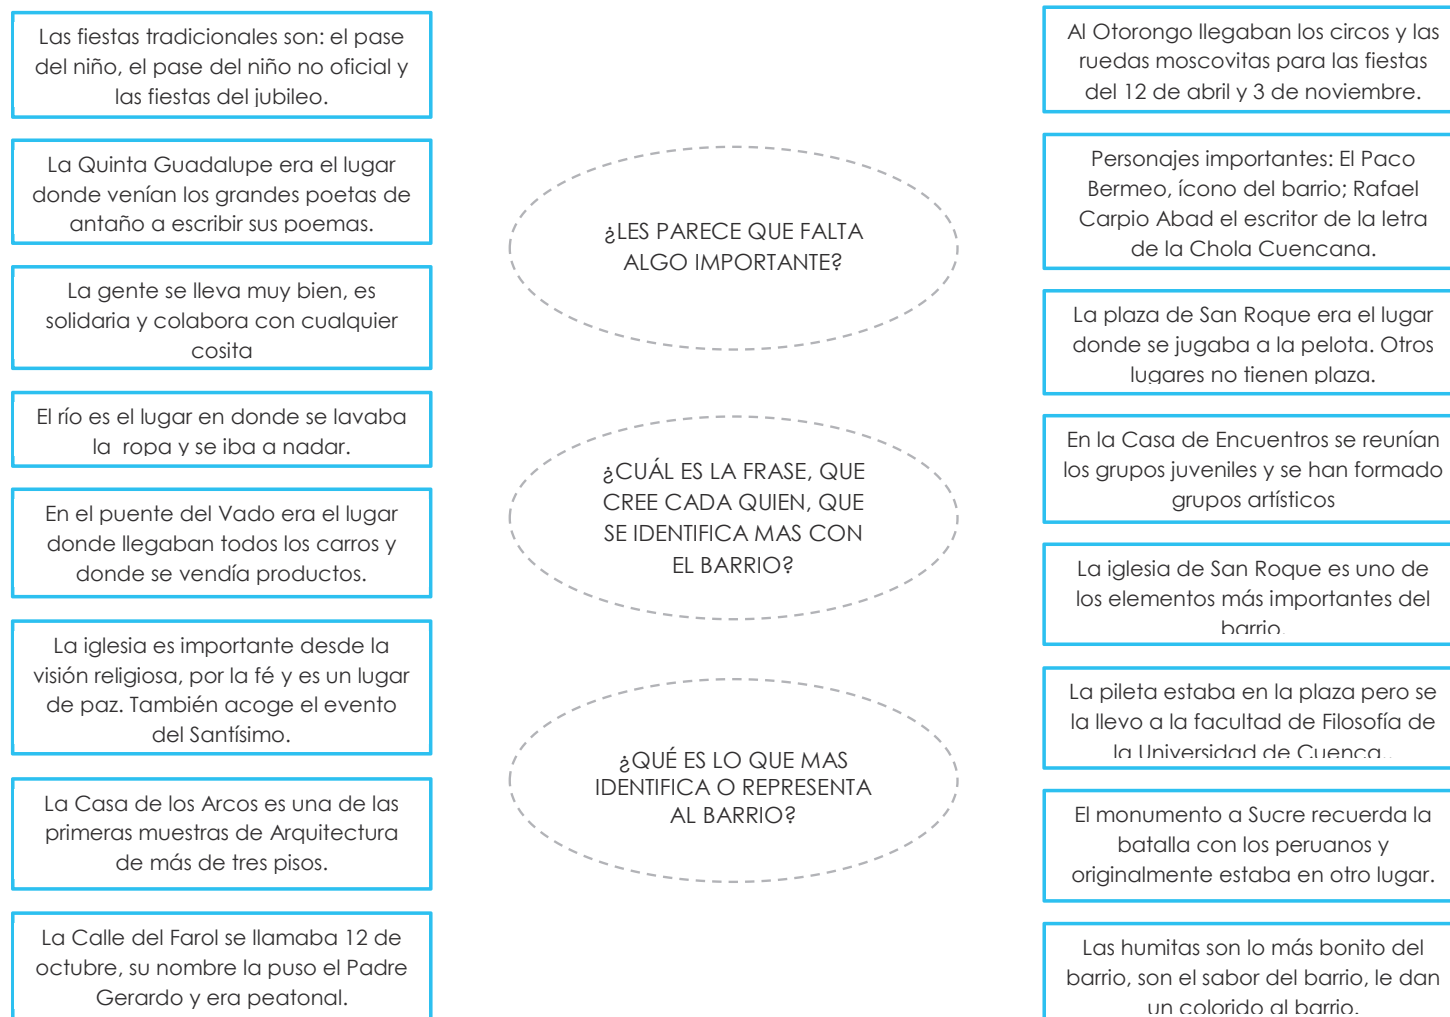 Las fiestas tradicionales son: el pase
del niño, el pase del niño no oficial y
las fiestas del jubileo.
La Quinta Guadalupe era el lugar
donde venían los grandes poetas de
antaño a escribir sus poemas.
La gente se lleva muy bien, es
solidaria y colabora con cualquier
cosita
El río es el lugar en donde se lavaba
la ropa y se iba a nadar.
En el puente del Vado era el lugar
donde llegaban todos los carros y
donde se vendía productos.
La iglesia es importante desde la
visión religiosa, por la fé y es un lugar
de paz. También acoge el evento
del Santísimo.
La Casa de los Arcos es una de las
primeras muestras de Arquitectura
de más de tres pisos.
La Calle del Farol se llamaba 12 de
octubre, su nombre la puso el Padre
Gerardo y era peatonal.
¿LES PARECE QUE FALTA
ALGO IMPORTANTE?
¿CUÁL ES LA FRASE, QUE
CREE CADA QUIEN, QUE
SE IDENTIFICA MAS CON
EL BARRIO?
¿QUÉ ES LO QUE MAS
IDENTIFICA O REPRESENTA
AL BARRIO?
Al Otorongo llegaban los circos y las
ruedas moscovitas para las fiestas
del 12 de abril y 3 de noviembre.
Personajes importantes: El Paco
Bermeo, ícono del barrio; Rafael
Carpio Abad el escritor de la letra
de la Chola Cuencana.
La plaza de San Roque era el lugar
donde se jugaba a la pelota. Otros
lugares no tienen plaza.
En la Casa de Encuentros se reunían
los grupos juveniles y se han formado
grupos artísticos
La iglesia de San Roque es uno de
los elementos más importantes del
barrio.
La pileta estaba en la plaza pero se
la llevo a la facultad de Filosofía de
la Universidad de Cuenca..
El monumento a Sucre recuerda la
batalla con los peruanos y
originalmente estaba en otro lugar.
Las humitas son lo más bonito del
barrio, son el sabor del barrio, le dan
un colorido al barrio.